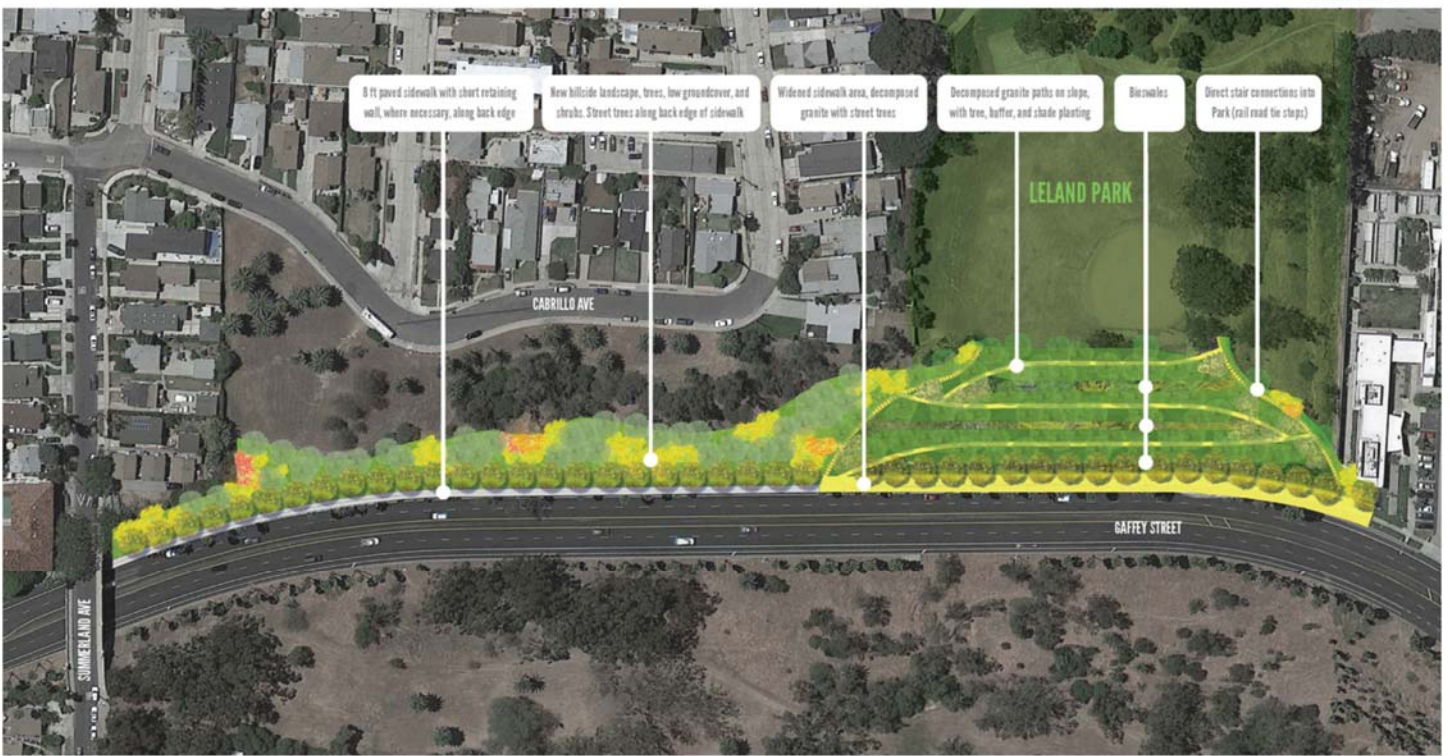 8 ft paved sidewalk with short retaining
wall, where necessary, along back edge
New hillside landscape, trees, low groundcover, and
shrubs. Street trees along back edge of sidewalk
Widened sidewalk area, decomposed
granite with street trees
Decomposed granite paths on slope,
with tree, buffer, and shade planting
Bioswales
Direct stair connections into
Park (rail road tie steps)
LELAND PARK
CABRILLO AVE
GAFFEY STREET
SUMMERLAND AVE